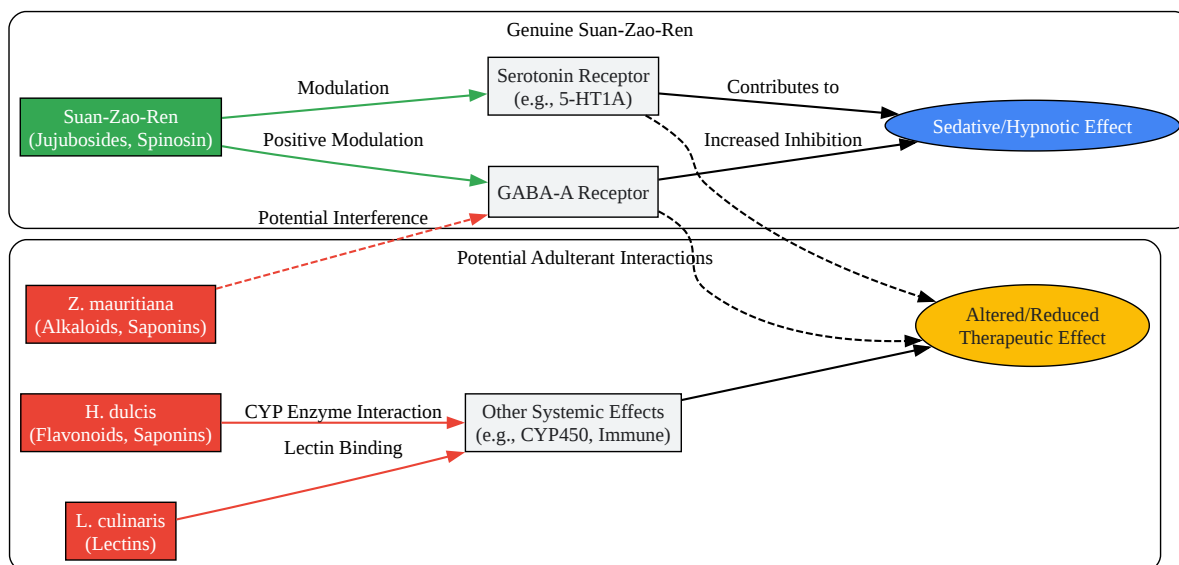 Genuine Suan-Zao-Ren
Suan-Zao-Ren
(Jujubosides, Spinosin)
Modulation
Positive Modulation
Serotonin Receptor
(e.g., 5-HT1A)
GABA-A Receptor
Contributes to
Increased Inhibition
Sedative/Hypnotic Effect
Potential Interference
Potential Adulterant Interactions
Z. mauritiana
(Alkaloids, Saponins)
Altered/Reduced
Therapeutic Effect
H. dulcis
(Flavonoids, Saponins)
CYP Enzyme Interaction
Lectin Binding
Other Systemic Effects
(e.g., CYP450, Immune)
L. culinaris
(Lectins)